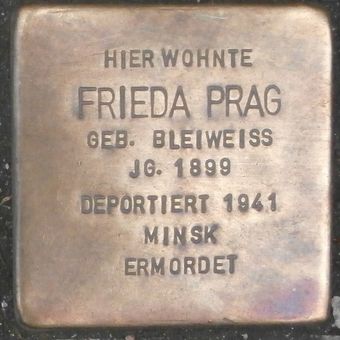 HIER WOHNTE
FRIEDA PRAG
GEB. BLEIWEISS
JG. 1899
DEPORTIERT 1941
MINSK
ERMORDET